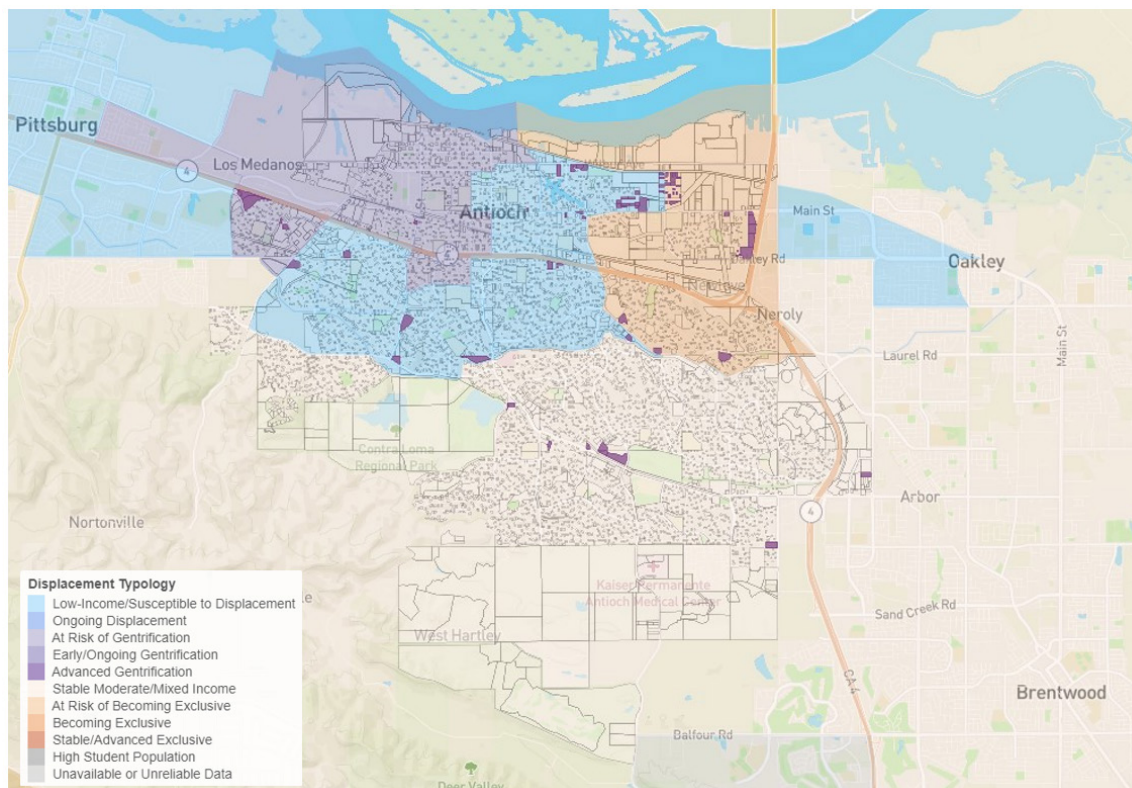 Pittsburg
4
Los Medanos
Antioch
Main St
Oakley
Oakley Rd
Neroly
Main St
Laurel Rd
Contra Loma
Regional Park
Arbor
Nortonville
4
Displacement Typology
Low-Income/Susceptible to Displacement
Ongoing Displacement
At Risk of Gentrification
Early/Ongoing Gentrification
Advanced Gentrification
Stable Moderate/Mixed Income
At Risk of Becoming Exclusive
Becoming Exclusive
Stable/Advanced Exclusive
High Student Population
Unavailable or Unreliable Data
Kaiser Permanente
Antioch Medical Center
Sand Creek Rd
West Hartley
CA 4
Brentwood
Balfour Rd
Deer Valley